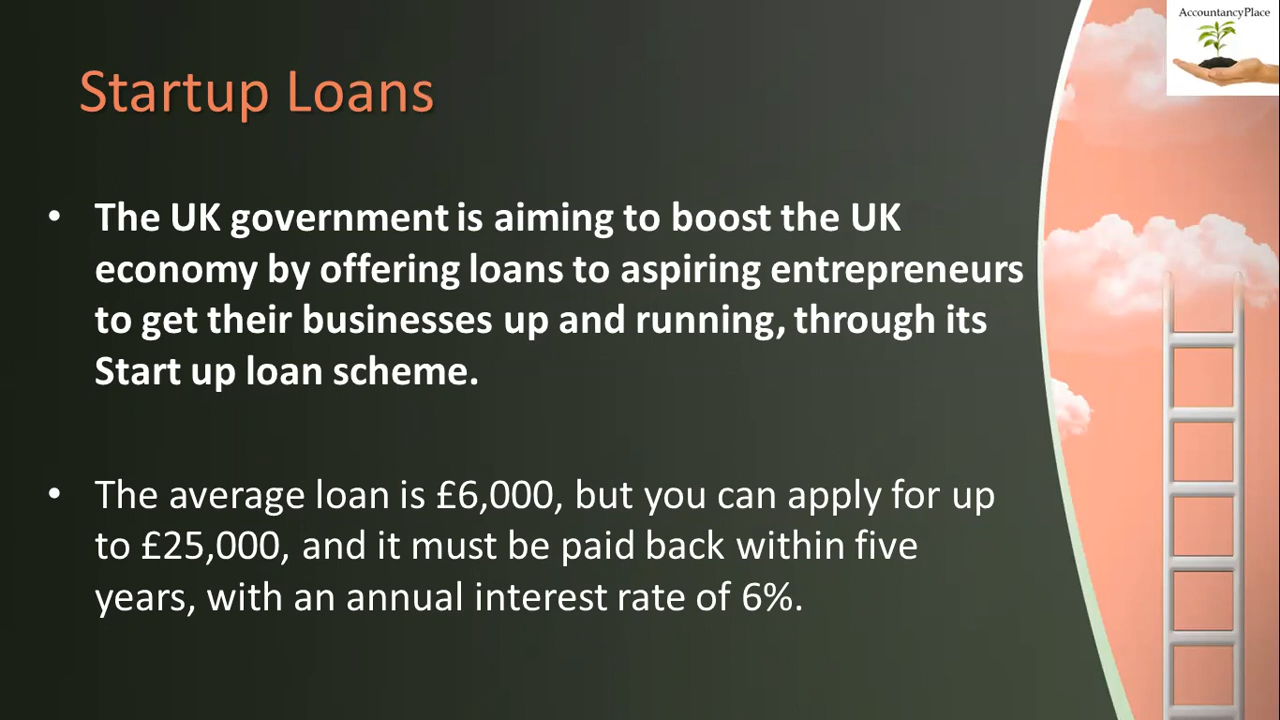 AccountancyPlace
Startup Loans
• The UK government is aiming to boost the UK
economy by offering loans to aspiring entrepreneurs
to get their businesses up and running, through its
Start up loan scheme.
• The average loan is £6,000, but you can apply for up
to £25,000, and it must be paid back within five
years, with an annual interest rate of 6%.